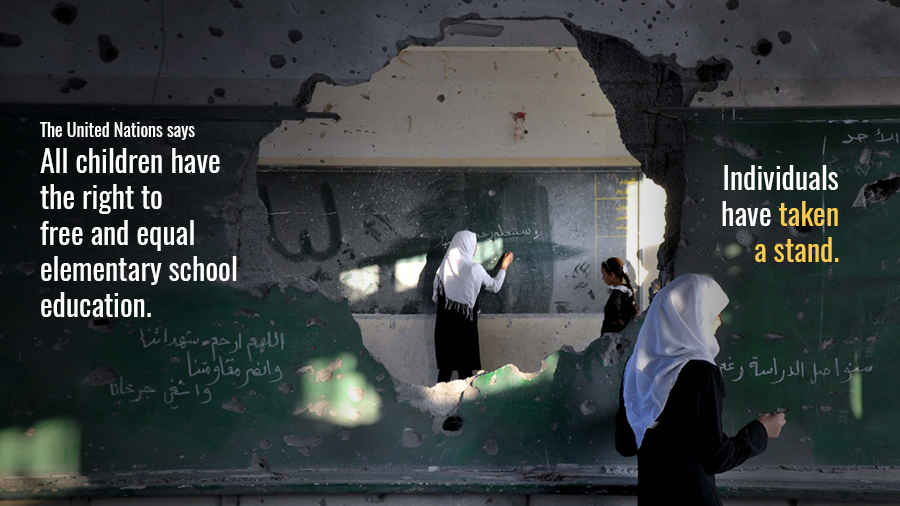 The United Nations says
All children have
the right to
free and equal
elementary school
education.
Individuals
have taken
a stand.
اللهم ارحم شهدائنا
وانصر مقاومتنا
واشفي جرحانا
سنواصل الدراسة